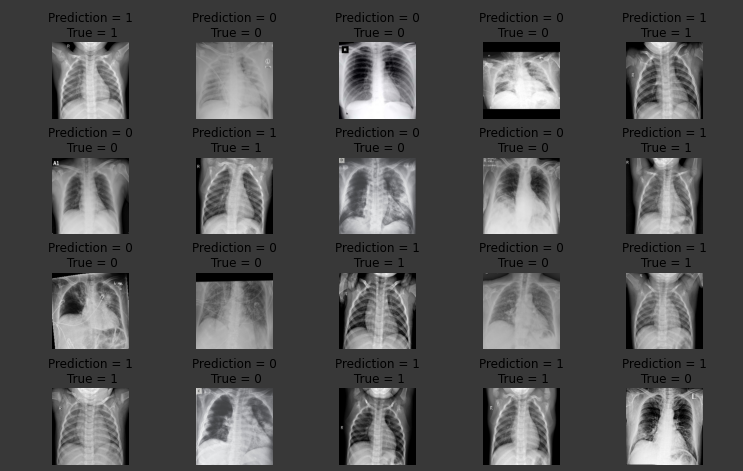 Prediction = 1
True = 1
Prediction = 0
True = 0
Prediction = 0
True = 0
Prediction = 0
True = 0
Prediction = 1
True = 1
Prediction = 0
True = 0
Prediction = 1
True = 1
Prediction = 0
True = 0
Prediction = 0
True = 0
Prediction = 1
True = 1
A1
Prediction = 0
True = 0
Prediction = 0
True = 0
Prediction = 1
True = 1
Prediction = 0
True = 0
Prediction = 1
True = 1
Prediction = 1
True = 1
Prediction = 0
True = 0
Prediction = 1
True = 1
Prediction = 1
True = 1
Prediction = 1
True = 0
L